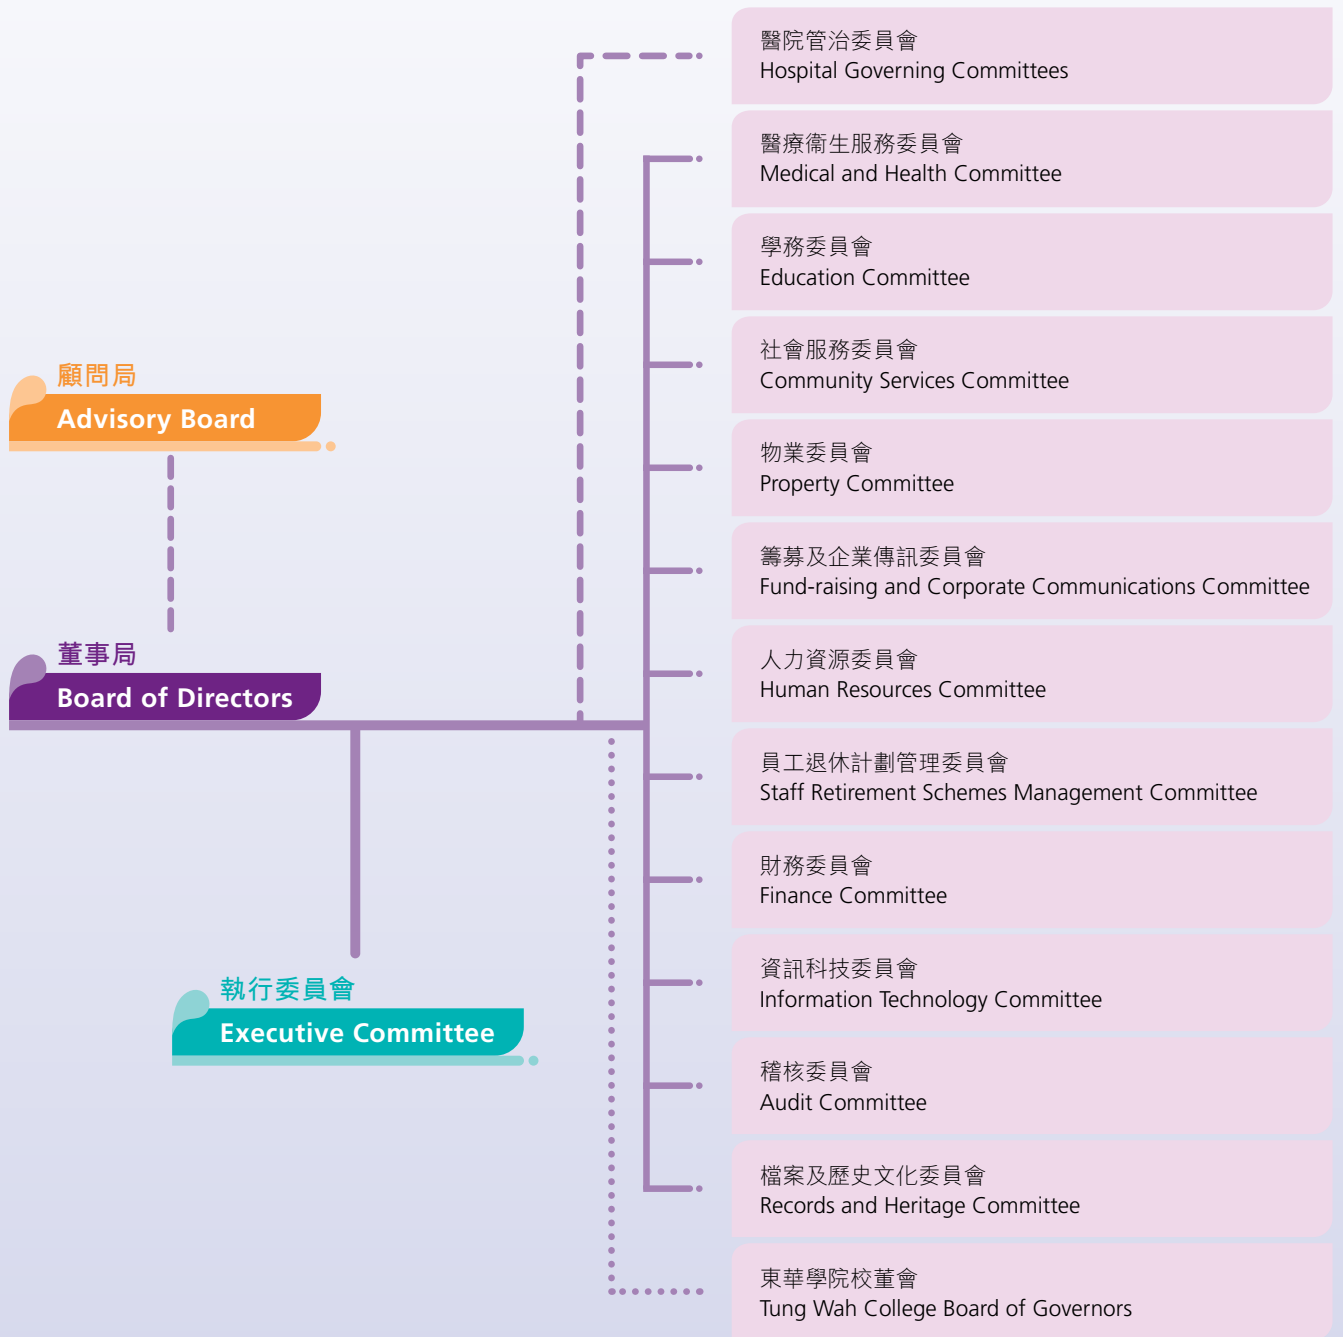 顧問局
Advisory Board
董事局
Board of Directors
執行委員會
Executive Committee
醫院管治委員會
Hospital Governing Committees
醫療衞生服務委員會
Medical and Health Committee
學務委員會
Education Committee
社會服務委員會
Community Services Committee
物業委員會
Property Committee
籌募及企業傳訊委員會
Fund-raising and Corporate Communications Committee
人力資源委員會
Human Resources Committee
員工退休計劃管理委員會
Staff Retirement Schemes Management Committee
財務委員會
Finance Committee
資訊科技委員會
Information Technology Committee
稽核委員會
Audit Committee
檔案及歷史文化委員會
Records and Heritage Committee
東華學院校董會
Tung Wah College Board of Governors